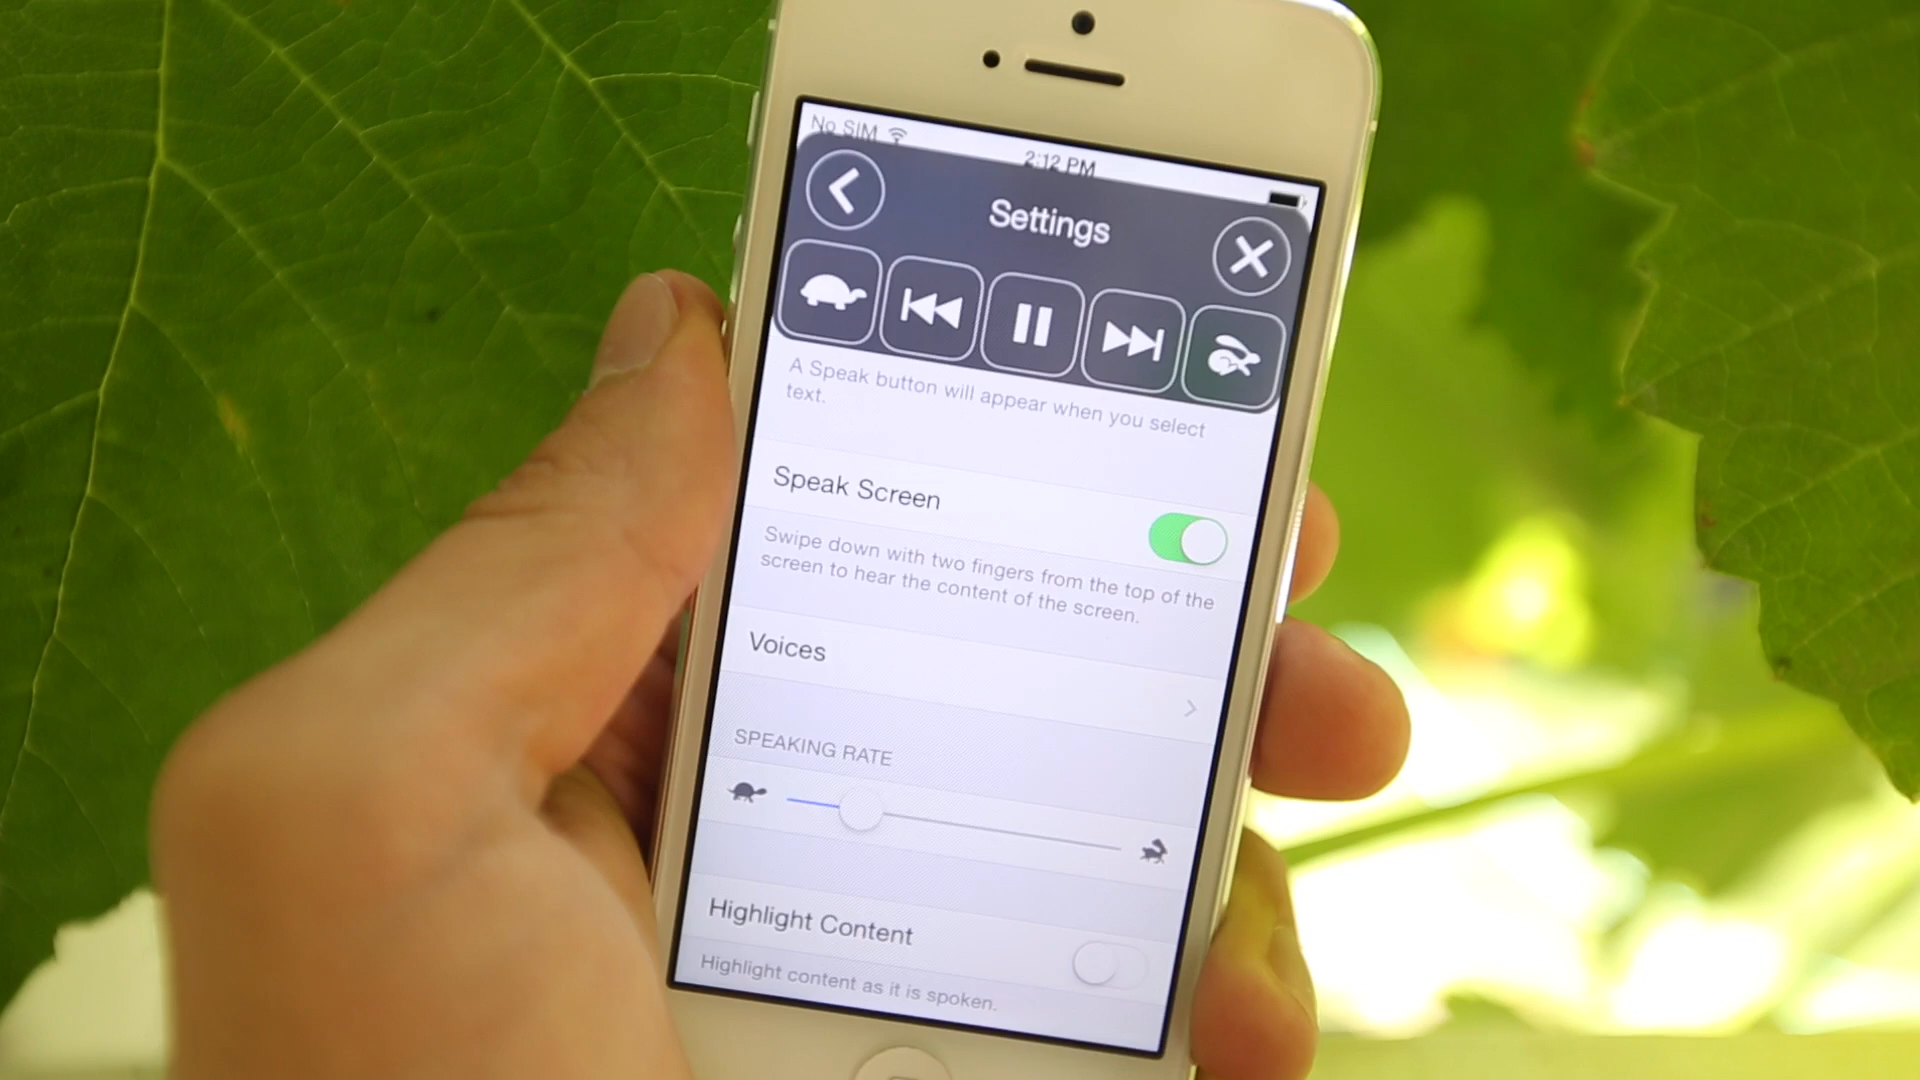 No SIM
2:12 PM
Settings
A Speak button will appear when you select
text.
Speak Screen
Swipe down with two fingers from the top of the
screen to hear the content of the screen.
Voices
SPEAKING RATE
Highlight Content
Highlight content as it is spoken.